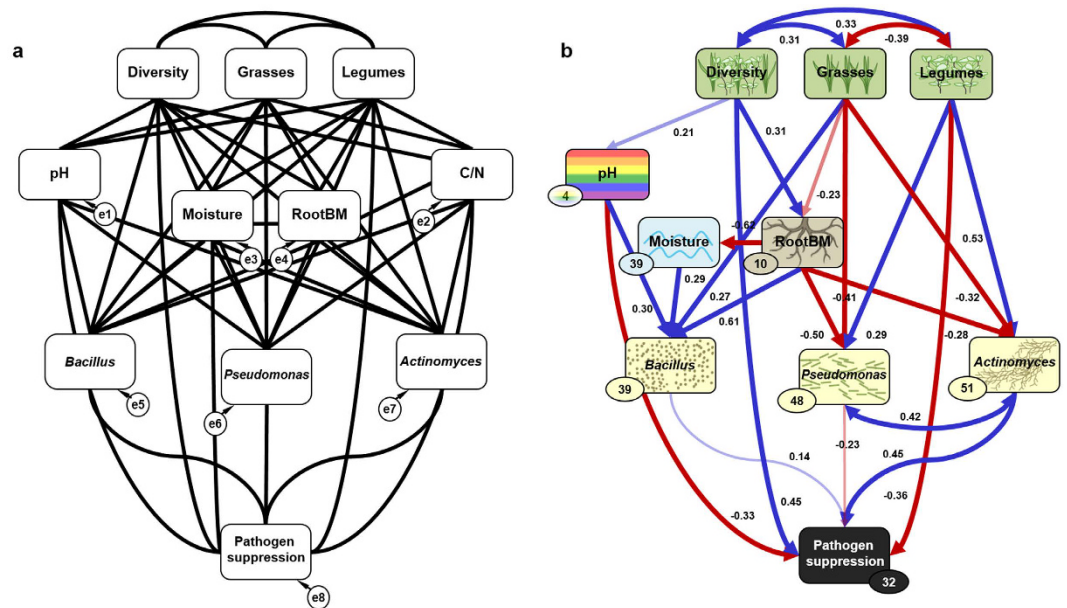 a
Diversity
Grasses
Legumes
pH
C/N
e1
e2
Moisture
RootBM
e3
e4
Bacillus
Pseudomonas
Actinomyces
e5
e6
e7
Pathogen
suppression
e8
b
0.33
0.31
-0.39
Diversity
Grasses
Legumes
0.21
0.31
pH
4
-0.23
-0.62
Moisture
RootBM
39
10
0.53
0.29
0.30
0.27
-0.41
-0.32
0.61
-0.50
0.29
-0.28
Bacillus
Pseudomonas
Actinomyces
39
48
51
0.42
-0.23
0.14
0.45
-0.33
0.45
-0.36
Pathogen
suppression
32